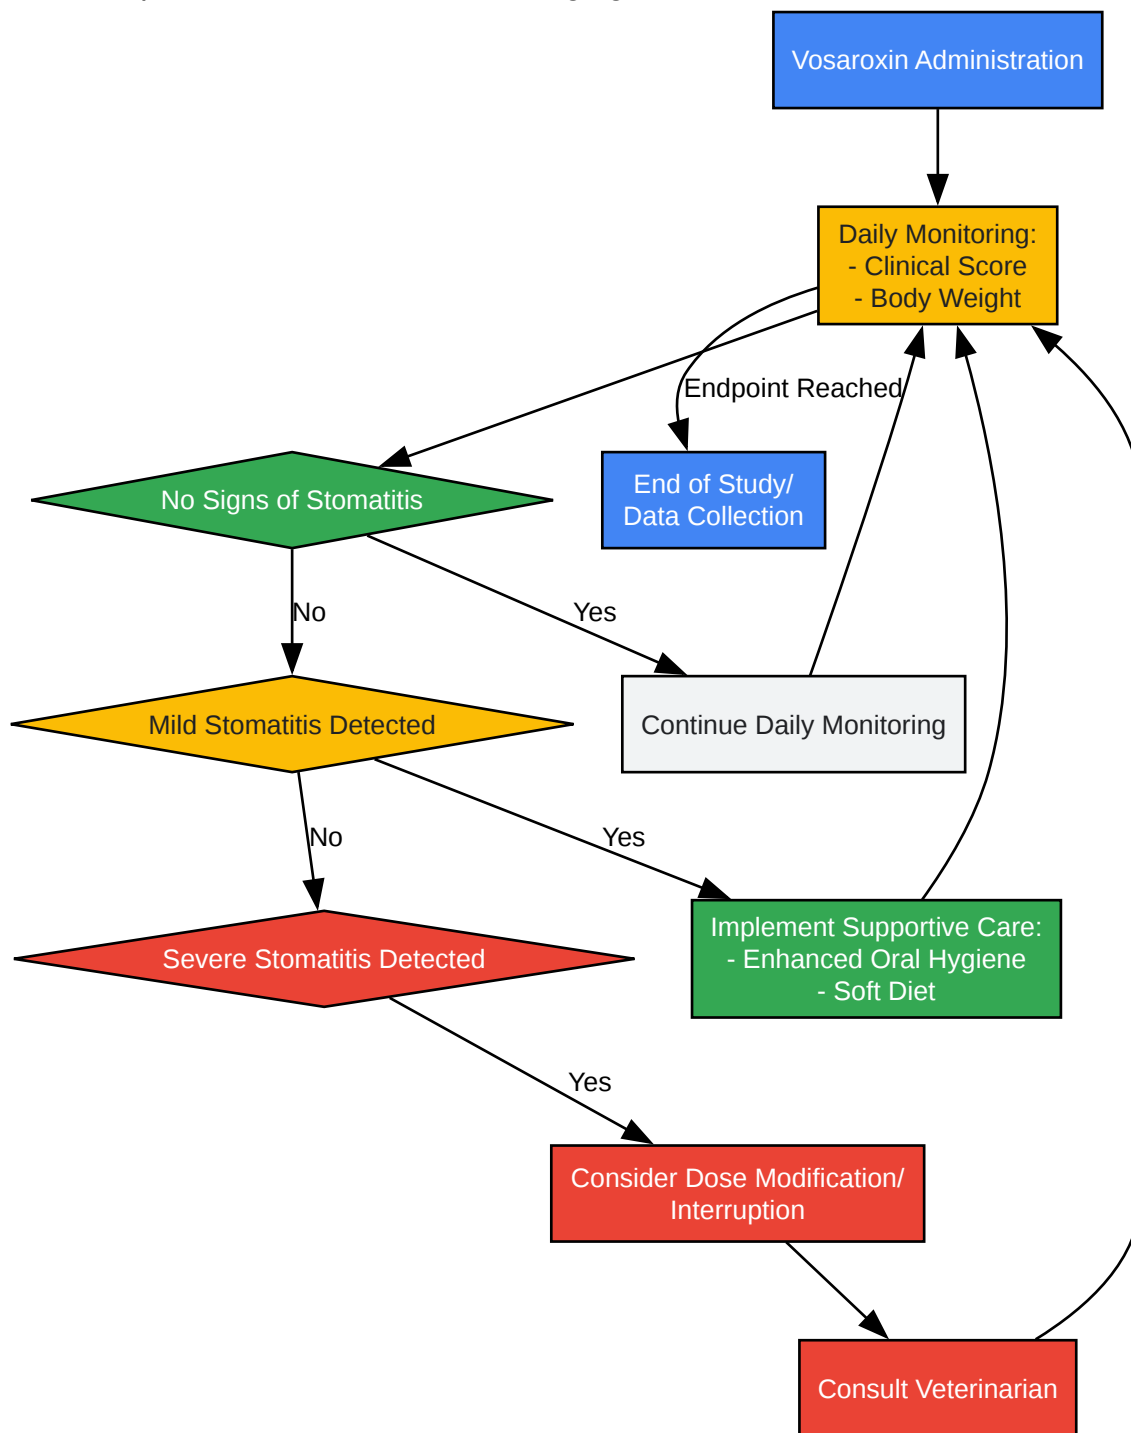 Vosaroxin Administration
Daily Monitoring:
- Clinical Score
- Body Weight
Endpoint Reached
No Signs of Stomatitis
End of Study/
Data Collection
No
Yes
Mild Stomatitis Detected
Continue Daily Monitoring
No
Yes
Severe Stomatitis Detected
Implement Supportive Care:
- Enhanced Oral Hygiene
- Soft Diet
Yes
Consider Dose Modification/
Interruption
Consult Veterinarian